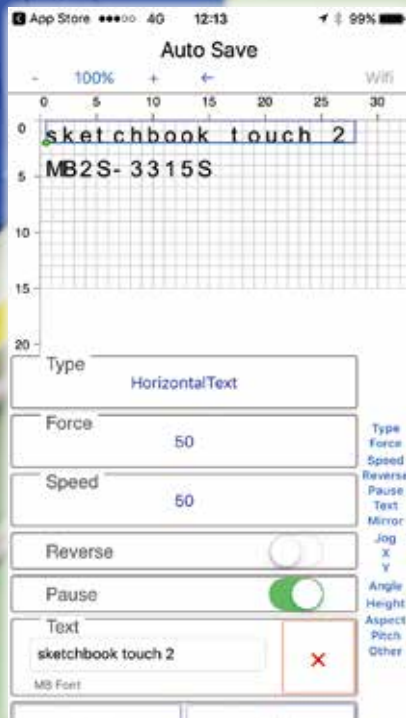 App Store 4G 12:13 99%
Auto Save
- 100% + ← Wifi
0 5 10 15 20 25 30
0
sketchbook touch 2
5
MB2S-3315S
10
15
20
Type
HorizontalText
Force
50
Speed
50
Reverse
Pause
Text
sketchbook touch 2
MB Font
Type
Force
Speed
Reverse
Pause
Text
Mirror
Jog
X
Y
Angle
Height
Aspect
Pitch
Other